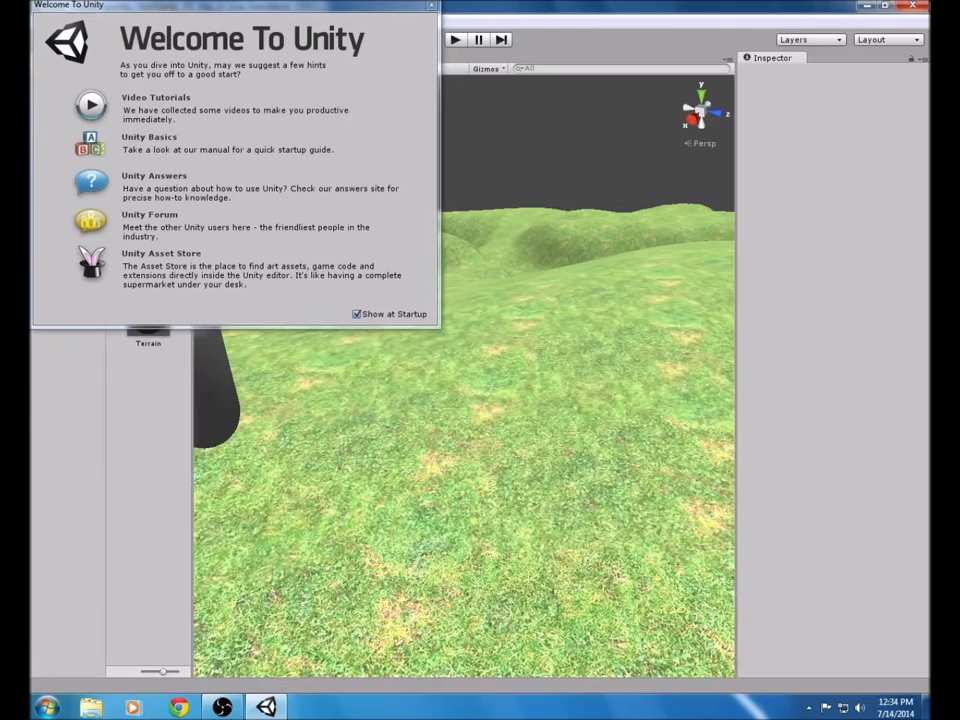 Welcome To Unity
Welcome To Unity
As you dive into Unity, may we suggest a few hints
to get you off to a good start?
Video Tutorials
We have collected some videos to make you productive
immediately.
Unity Basics
Take a look at our manual for a quick startup guide.
Unity Answers
Have a question about how to use Unity? Check our answers site for
precise how-to knowledge.
Unity Forum
Meet the other Unity users here - the friendliest people in the
industry.
Unity Asset Store
The Asset Store is the place to find art assets, game code and
extensions directly inside the Unity editor. It's like having a complete
supermarket under your desk.
Show at Startup
Layers
Layout
Gizmos
All
Inspector
y
z
x
Persp
Terrain
A
B
C
?
12:34 PM
7/14/2014